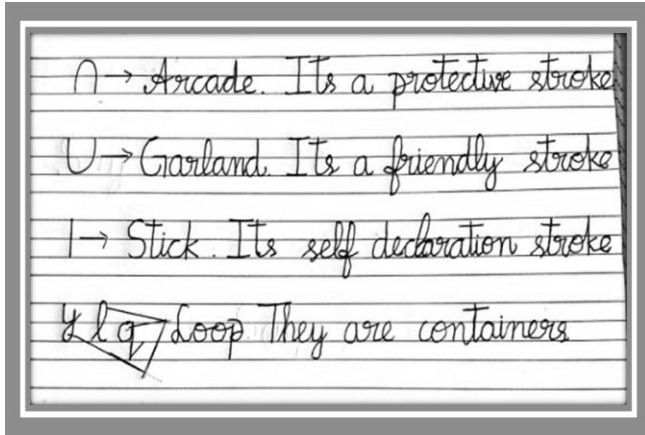 ∩→ Arcade. Its a protective stroke
U→ Garland. Its a friendly stroke
|→ Stick. Its self declaration stroke
y l q Loop They are containers